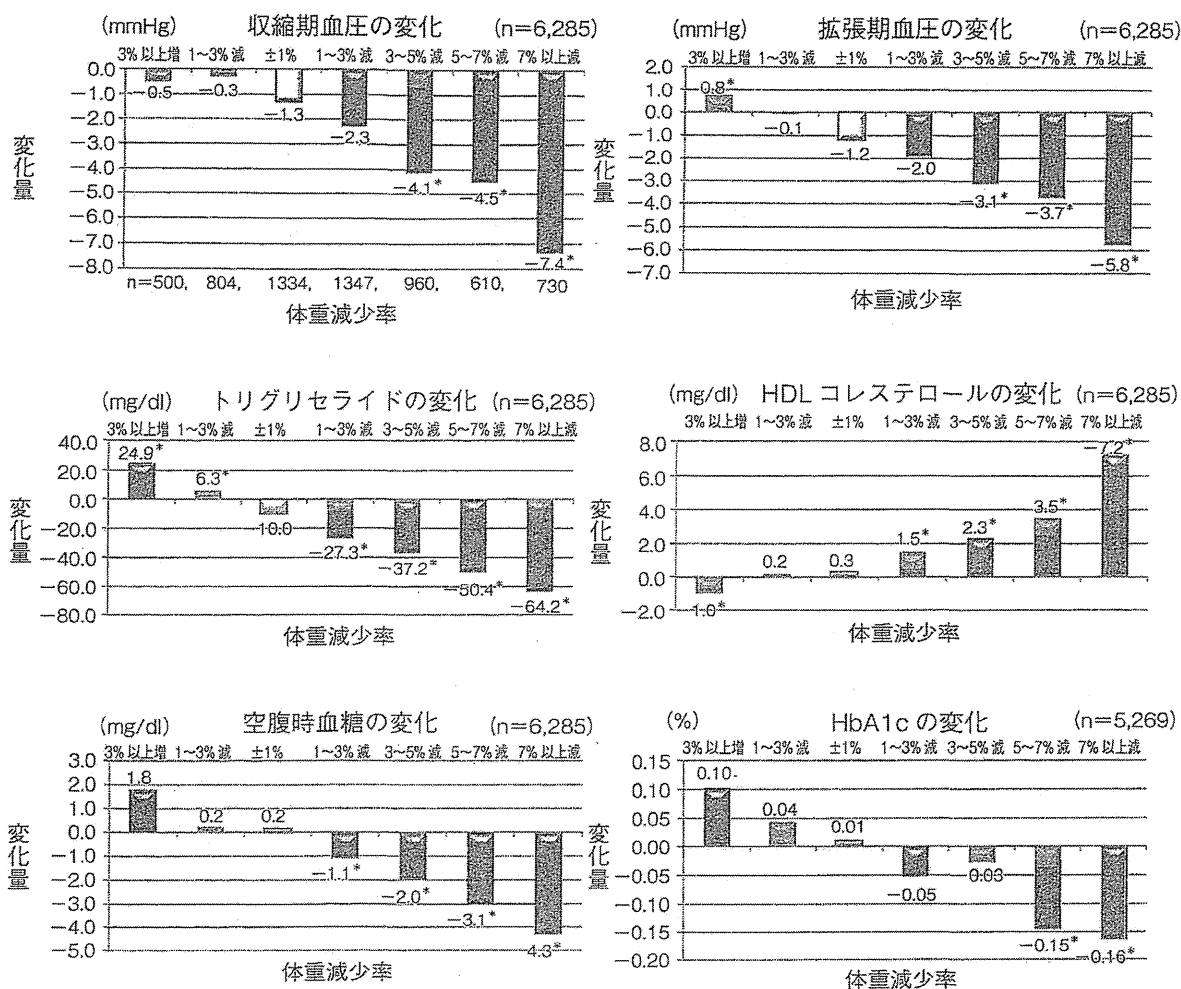 (mmHg) 収縮期血圧の変化 (n=6,285)
3%以上増 1～3%減 ±1% 1～3%減 3～5%減 5～7%減 7%以上減
0.0
−1.0
−2.0
−3.0
−4.0
−5.0
−6.0
−7.0
−8.0
変化量
−0.5 −0.3 −1.3 −2.3 −4.1* −4.5* −7.4*
n=500, 804, 1334, 1347, 960, 610, 730
体重減少率
(mmHg) 拡張期血圧の変化 (n=6,285)
3%以上増 1～3%減 ±1% 1～3%減 3～5%減 5～7%減 7%以上減
2.0
1.0
0.0
−1.0
−2.0
−3.0
−4.0
−5.0
−6.0
−7.0
変化量
0.8* −0.1 −1.2 −2.0 −3.1* −3.7* −5.8*
体重減少率
(mg/dl) トリグリセライドの変化 (n=6,285)
3%以上増 1～3%減 ±1% 1～3%減 3～5%減 5～7%減 7%以上減
40.0
20.0
0.0
−20.0
−40.0
−60.0
−80.0
変化量
24.9* 6.3* −10.0 −27.3* −37.2* −50.4* −64.2*
体重減少率
(mg/dl) HDLコレステロールの変化 (n=6,285)
3%以上増 1～3%減 ±1% 1～3%減 3～5%減 5～7%減 7%以上減
8.0
6.0
4.0
2.0
0.0
−2.0
変化量
−1.0* 0.2 0.3 1.5* 2.3* 3.5* −7.2*
体重減少率
(mg/dl) 空腹時血糖の変化 (n=6,285)
3%以上増 1～3%減 ±1% 1～3%減 3～5%減 5～7%減 7%以上減
3.0
2.0
1.0
0.0
−1.0
−2.0
−3.0
−4.0
−5.0
変化量
1.8 0.2 0.2 −1.1* −2.0* −3.1* 4.3*
体重減少率
(%) HbA1cの変化 (n=5,269)
3%以上増 1～3%減 ±1% 1～3%減 3～5%減 5～7%減 7%以上減
0.15
0.10
0.05
0.00
−0.05
−0.10
−0.15
−0.20
変化量
0.10 0.04 0.01 −0.05 0.03 −0.15* −0.16*
体重減少率